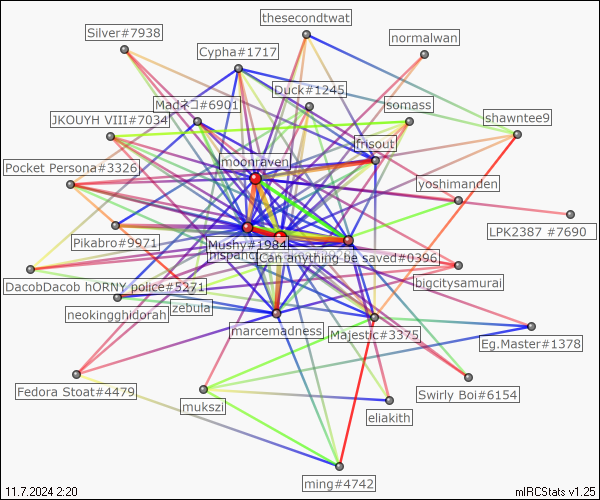 thesecondtwat
Silver#7938
normalwan
Cypha#1717
Duck#1245
Madネコ#6901
somass
JKOUYH VIII#7034
shawntee9
frisout
moonraven
Pocket Persona#3326
yoshimanden
LPK2387 #7690
Pikabro#9971
Mushy#1984
Can anything be saved#0396
bigcitysamurai
DacobDacob hORNY police#5271
neokingghidorah
zebula
marcemadness
Majestic#3375
Eg.Master#1378
Fedora Stoat#4479
Swirly Boi#6154
mukszi
eliakith
ming#4742
11.7.2024 2:20
mIRCStats v1.25